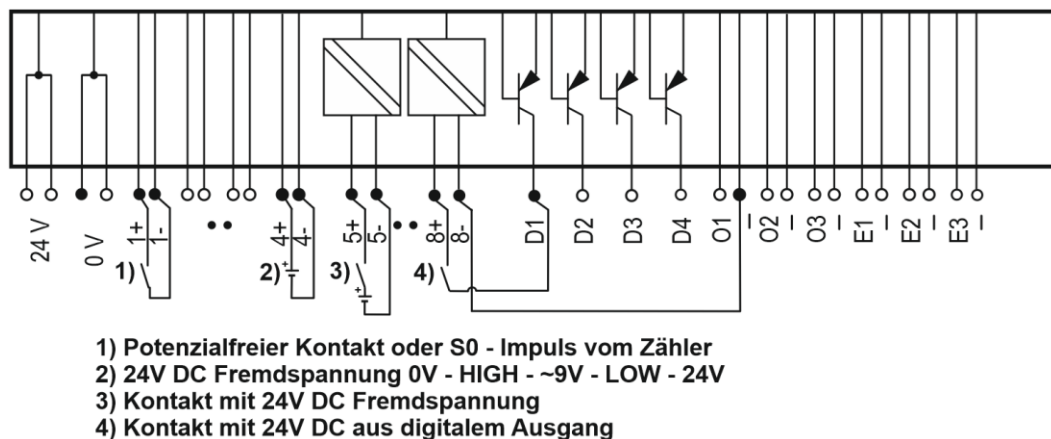 24 V 0 V 1+ 1- 4+ 4- 5+ 5- 8+ 8- D1 D2 D3 D4 O1 – O2 – O3 – E1 – E2 – E3 –
1) 2) + 3) + 4)
1) Potenzialfreier Kontakt oder S0 - Impuls vom Zähler
2) 24V DC Fremdspannung 0V - HIGH - ~9V - LOW - 24V
3) Kontakt mit 24V DC Fremdspannung
4) Kontakt mit 24V DC aus digitalem Ausgang